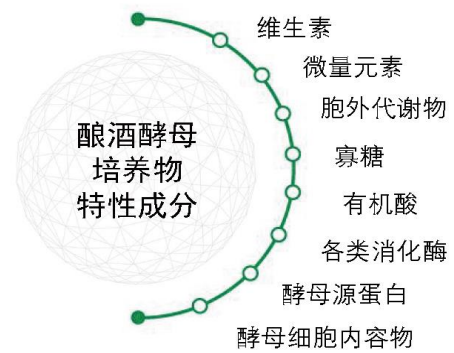 酿酒酵母
培养物
特性成分
维生素
微量元素
胞外代谢物
寡糖
有机酸
各类消化酶
酵母源蛋白
酵母细胞内容物